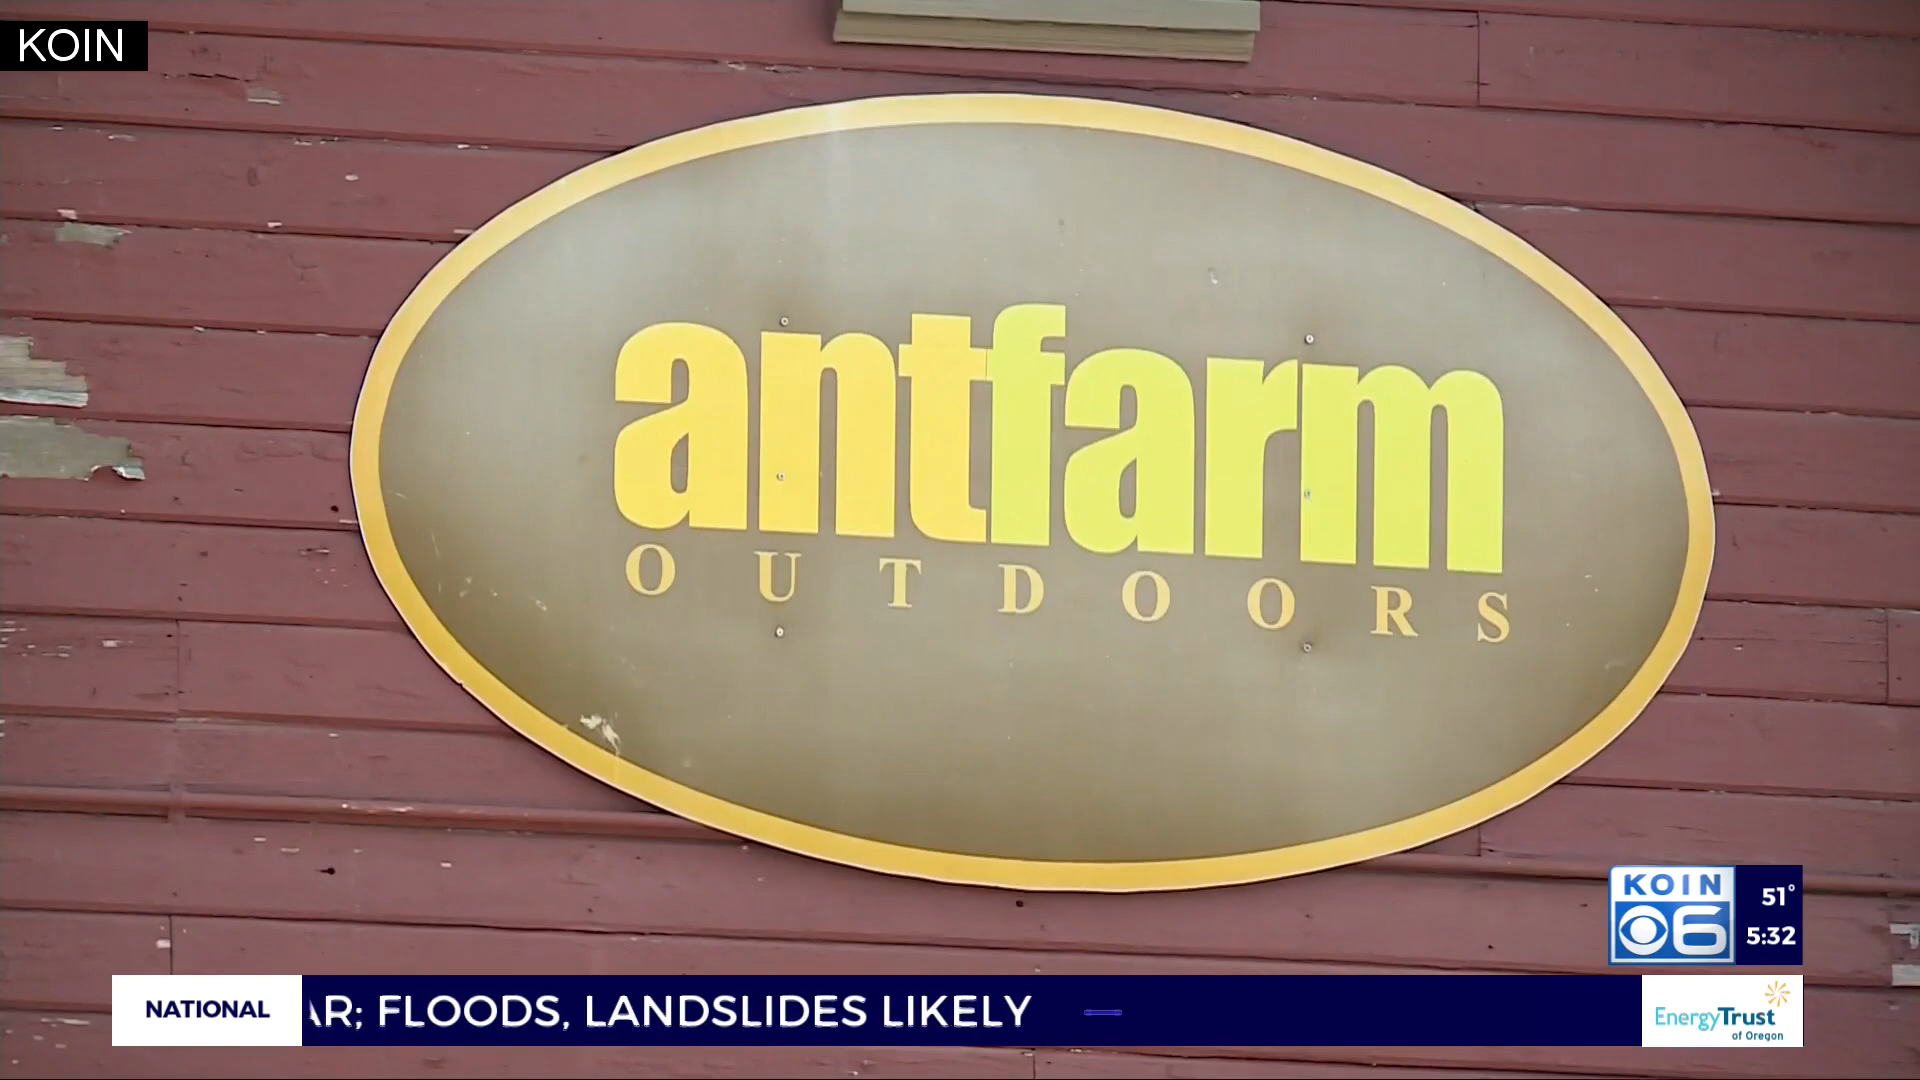 KOIN
antfarm
OUTDOORS
KOIN
6
51°
5:32
NATIONAL
AR; FLOODS, LANDSLIDES LIKELY
EnergyTrust
of Oregon